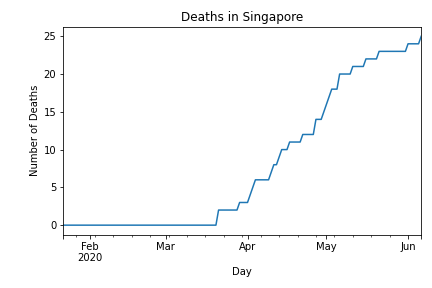 Deaths in Singapore
Number of Deaths
25
20
15
10
5
0
Feb
2020
Mar
Apr
May
Jun
Day